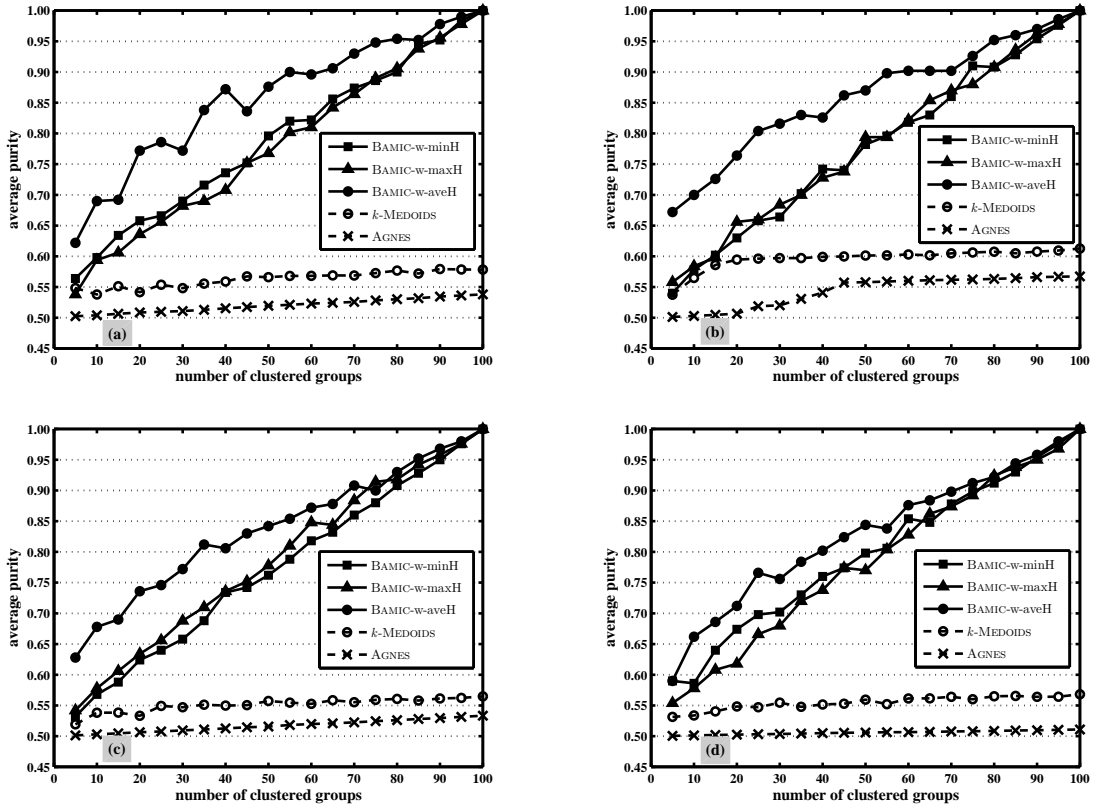 1.00
0.95
0.90
0.85
0.80
0.75
0.70
0.65
0.60
0.55
0.50
0.45
average purity
BAMIC-w-minH
BAMIC-w-maxH
BAMIC-w-aveH
k-MEDOIDS
AGNES
(a)
0 10 20 30 40 50 60 70 80 90 100
number of clustered groups
1.00
0.95
0.90
0.85
0.80
0.75
0.70
0.65
0.60
0.55
0.50
0.45
average purity
BAMIC-w-minH
BAMIC-w-maxH
BAMIC-w-aveH
k-MEDOIDS
AGNES
(b)
0 10 20 30 40 50 60 70 80 90 100
number of clustered groups
1.00
0.95
0.90
0.85
0.80
0.75
0.70
0.65
0.60
0.55
0.50
0.45
average purity
BAMIC-w-minH
BAMIC-w-maxH
BAMIC-w-aveH
k-MEDOIDS
AGNES
(c)
0 10 20 30 40 50 60 70 80 90 100
number of clustered groups
1.00
0.95
0.90
0.85
0.80
0.75
0.70
0.65
0.60
0.55
0.50
0.45
average purity
BAMIC-w-minH
BAMIC-w-maxH
BAMIC-w-aveH
k-MEDOIDS
AGNES
(d)
0 10 20 30 40 50 60 70 80 90 100
number of clustered groups